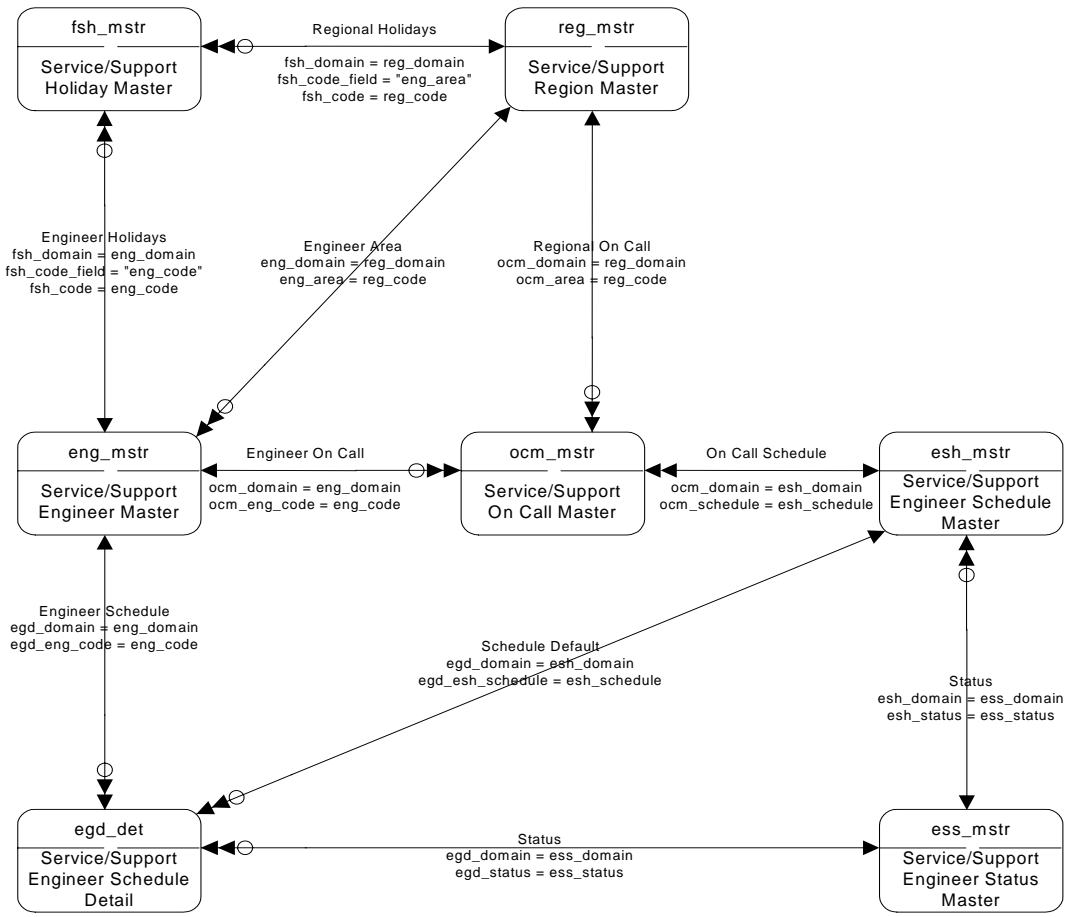 fsh_mstr
Service/Support
Holiday Master
Regional Holidays
fsh_domain = reg_domain
fsh_code_field = "eng_area"
fsh_code = reg_code
reg_mstr
Service/Support
Region Master
Engineer Holidays
fsh_domain = eng_domain
fsh_code_field = "eng_code"
fsh_code = eng_code
Engineer Area
eng_domain = reg_domain
eng_area = reg_code
Regional On Call
ocm_domain = reg_domain
ocm_area = reg_code
eng_mstr
Service/Support
Engineer Master
Engineer On Call
ocm_domain = eng_domain
ocm_eng_code = eng_code
ocm_mstr
Service/Support
On Call Master
On Call Schedule
ocm_domain = esh_domain
ocm_schedule = esh_schedule
esh_mstr
Service/Support
Engineer Schedule
Master
Engineer Schedule
egd_domain = eng_domain
egd_eng_code = eng_code
Schedule Default
egd_domain = esh_domain
egd_esh_schedule = esh_schedule
Status
esh_domain = ess_domain
esh_status = ess_status
egd_det
Service/Support
Engineer Schedule
Detail
Status
egd_domain = ess_domain
egd_status = ess_status
ess_mstr
Service/Support
Engineer Status
Master